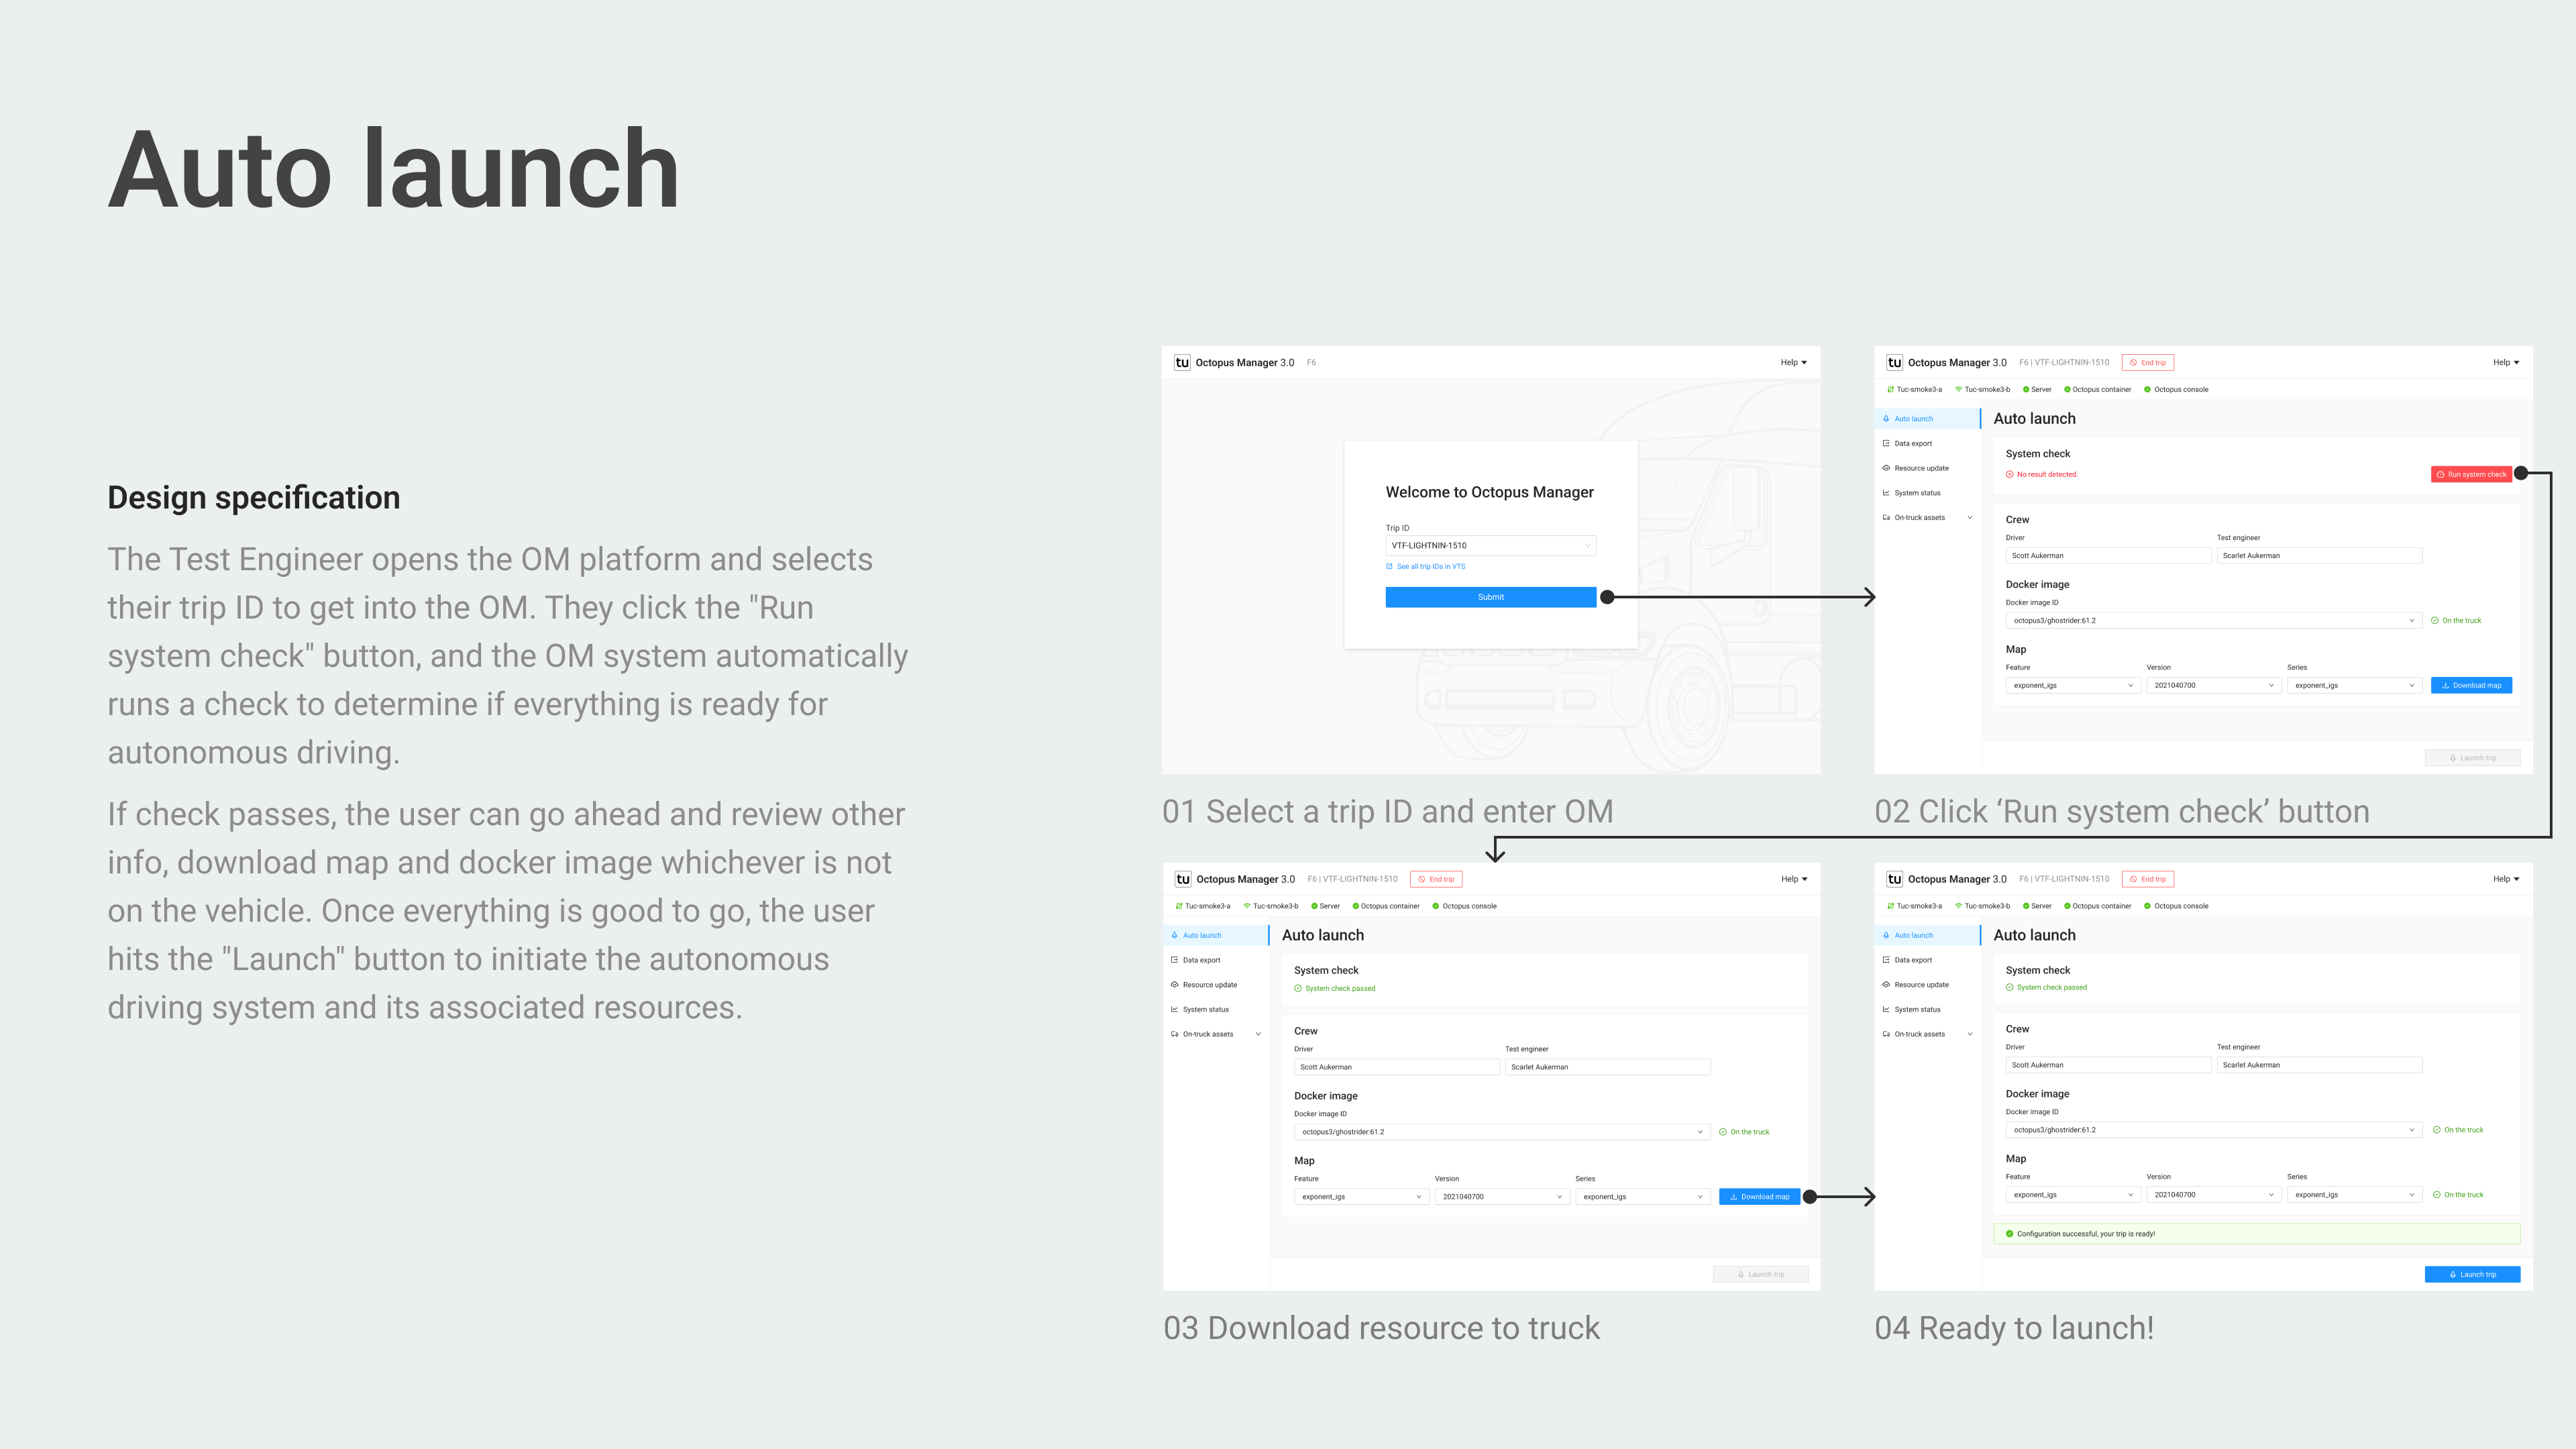 Auto launch
Design specification
The Test Engineer opens the OM platform and selects
their trip ID to get into the OM. They click the "Run
system check" button, and the OM system automatically
runs a check to determine if everything is ready for
autonomous driving.
If check passes, the user can go ahead and review other
info, download map and docker image whichever is not
on the vehicle. Once everything is good to go, the user
hits the "Launch" button to initiate the autonomous
driving system and its associated resources.
tu Octopus Manager 3.0 F6 Help
Welcome to Octopus Manager
Trip ID
VTF-LIGHTNIN-1510
See all trip IDs in VTS
Submit
01 Select a trip ID and enter OM
tu Octopus Manager 3.0 F6 | VTF-LIGHTNIN-1510 End trip Help
Tuc-smoke3-a Tuc-smoke3-b Server Octopus container Octopus console
Auto launch
Data export
Resource update
System status
On-truck assets
Auto launch
System check
No result detected.
Run system check
Crew
Driver Test engineer
Scott Aukerman Scarlet Aukerman
Docker image
Docker image ID
octopus3/ghostrider:61.2 On the truck
Map
Feature Version Series
exponent_igs 2021040700 exponent_igs Download map
Launch trip
02 Click ‘Run system check’ button
tu Octopus Manager 3.0 F6 | VTF-LIGHTNIN-1510 End trip Help
Tuc-smoke3-a Tuc-smoke3-b Server Octopus container Octopus console
Auto launch
Data export
Resource update
System status
On-truck assets
Auto launch
System check
System check passed
Crew
Driver Test engineer
Scott Aukerman Scarlet Aukerman
Docker image
Docker image ID
octopus3/ghostrider:61.2 On the truck
Map
Feature Version Series
exponent_igs 2021040700 exponent_igs Download map
Launch trip
03 Download resource to truck
tu Octopus Manager 3.0 F6 | VTF-LIGHTNIN-1510 End trip Help
Tuc-smoke3-a Tuc-smoke3-b Server Octopus container Octopus console
Auto launch
Data export
Resource update
System status
On-truck assets
Auto launch
System check
System check passed
Crew
Driver Test engineer
Scott Aukerman Scarlet Aukerman
Docker image
Docker image ID
octopus3/ghostrider:61.2 On the truck
Map
Feature Version Series
exponent_igs 2021040700 exponent_igs On the truck
Configuration successful, your trip is ready!
Launch trip
04 Ready to launch!